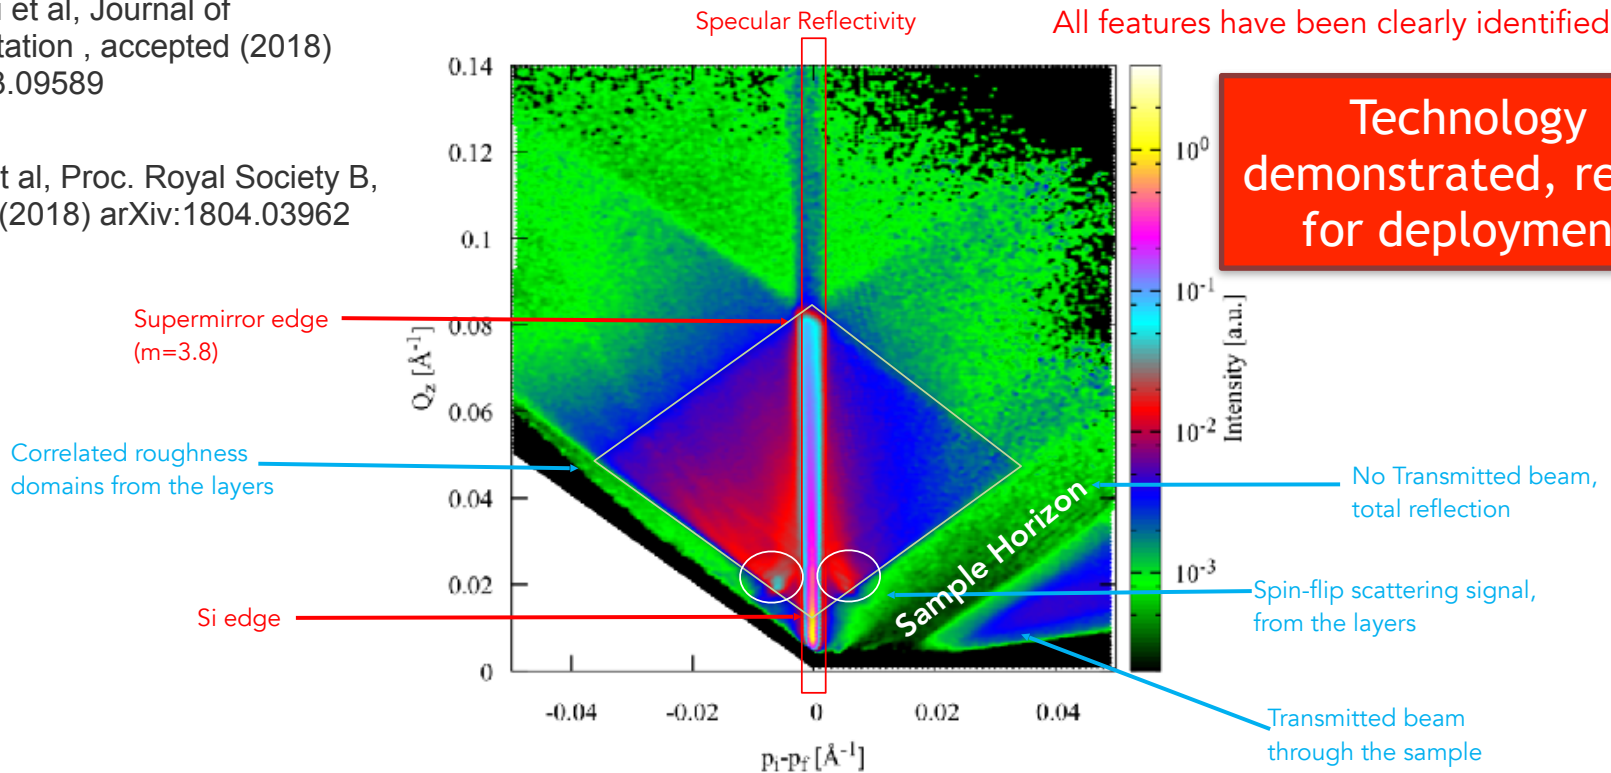 et al, Journal of
accepted (2018)
.09589
et al, Proc. Royal Society B,
(2018) arXiv:1804.03962
Specular Reflectivity
All features have been clearly identified
Technology
demonstrated,
for
Supermirror edge
(m=3.8)
Correlated roughness
domains from the layers
Si edge
0.14
0.12
0.1
0.08
0.06
0.04
0.02
0
Qz [Å-1]
-0.04
-0.02
0
0.02
0.04
pi-pf [Å-1]
Sample Horizon
10^0
10^-1
10^-2
10^-3
Intensity [a.u.]
No Transmitted beam,
total reflection
Spin-flip scattering signal,
from the layers
Transmitted beam
through the sample